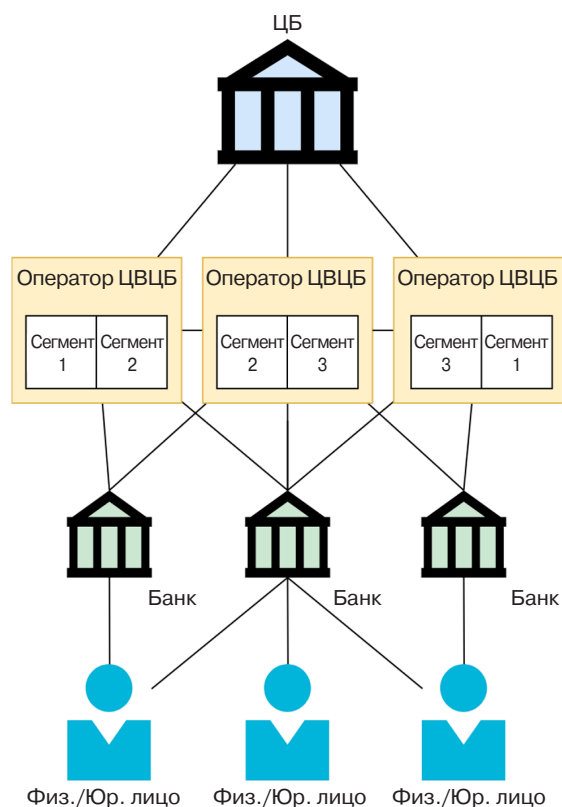 ЦБ
Оператор ЦВЦБ
Оператор ЦВЦБ
Оператор ЦВЦБ
Сегмент
1
Сегмент
2
Сегмент
2
Сегмент
3
Сегмент
3
Сегмент
1
Банк
Банк
Банк
Физ./Юр. лицо
Физ./Юр. лицо
Физ./Юр. лицо